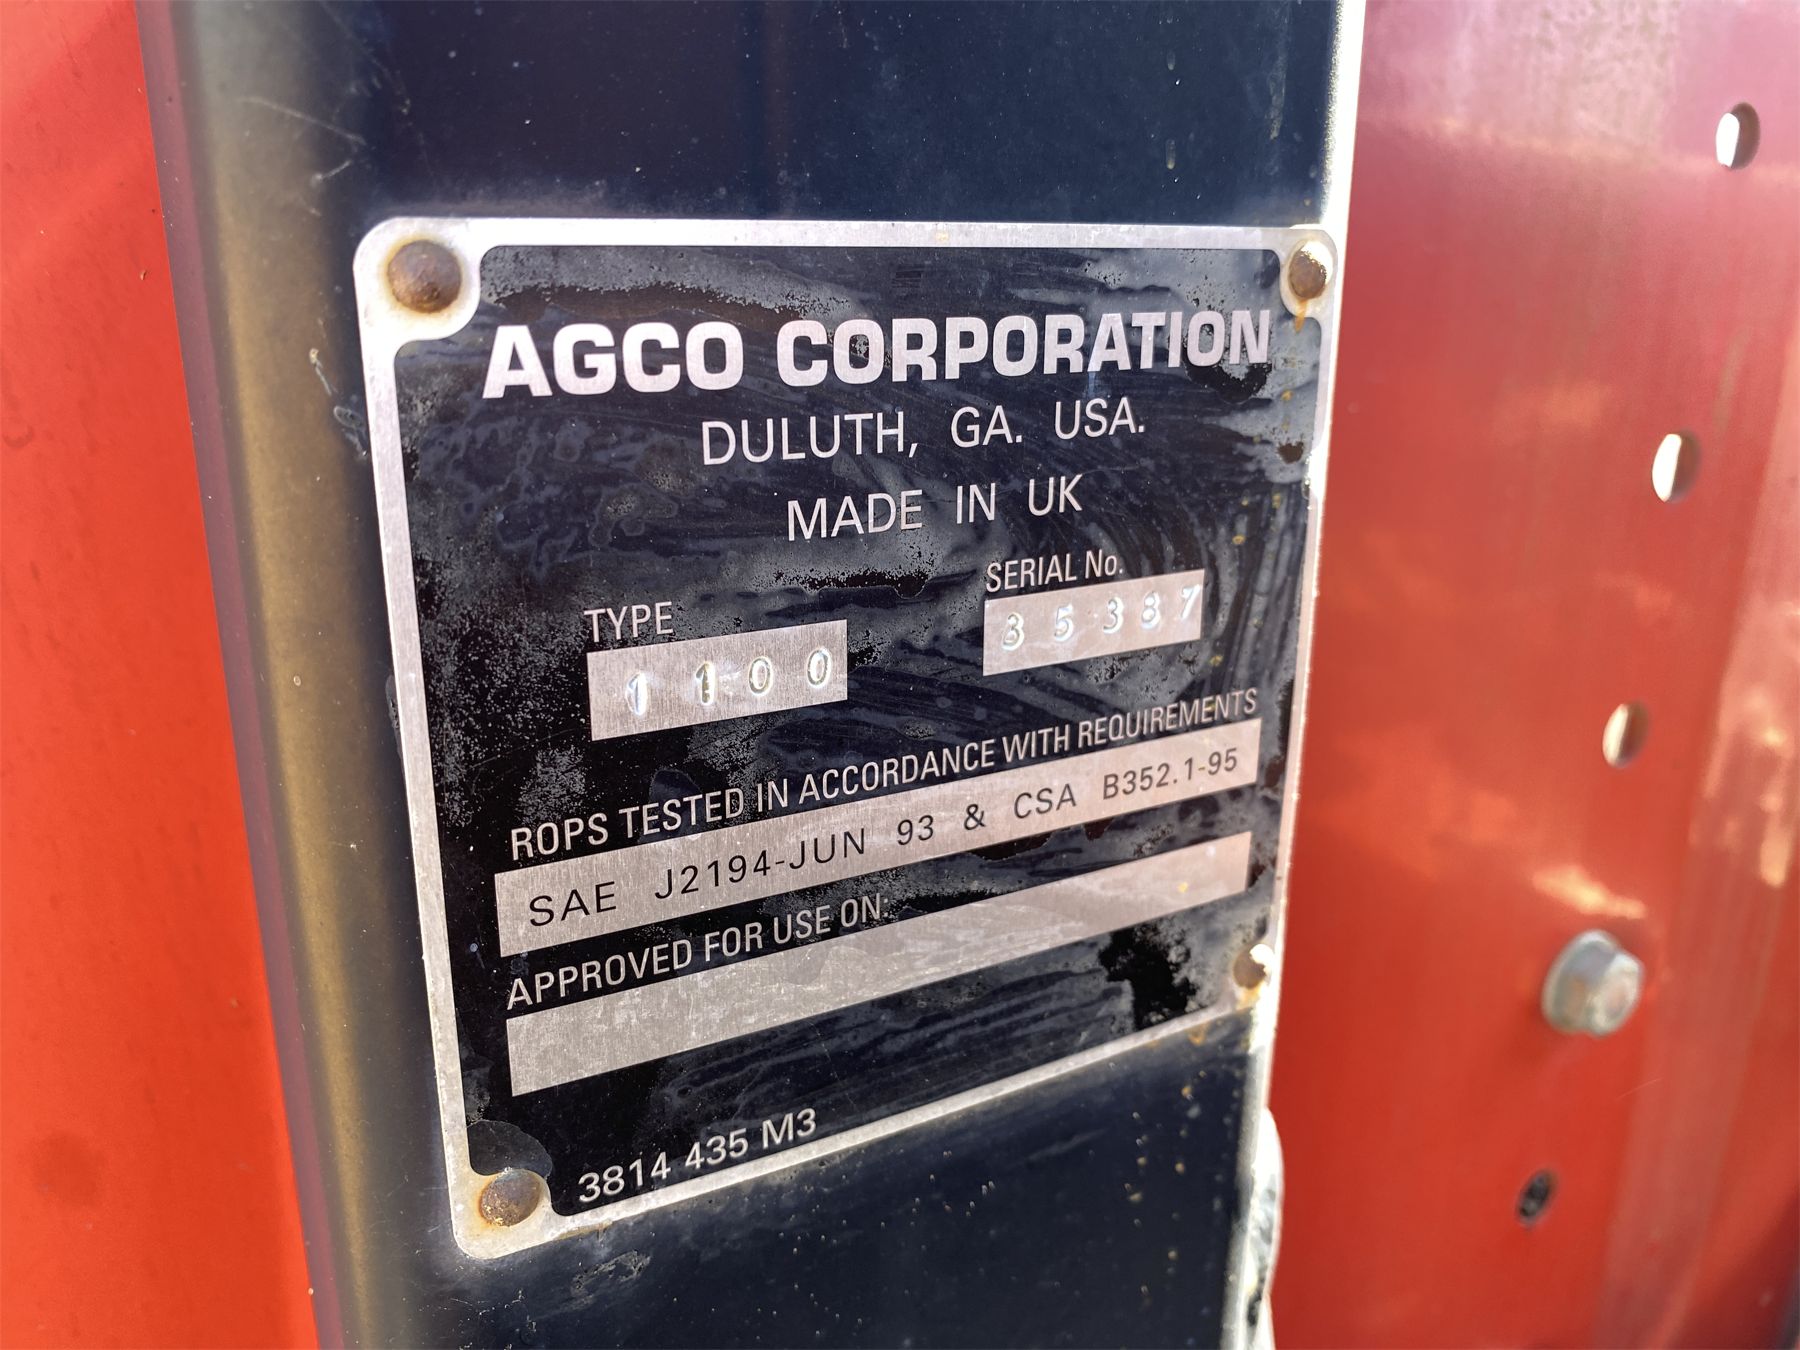 AGCO CORPORATION
DULUTH, GA. USA.
MADE IN UK
TYPE
1100
SERIAL No.
35387
ROPS TESTED IN ACCORDANCE WITH REQUIREMENTS
SAE J2194-JUN 93 & CSA B352.1-95
APPROVED FOR USE ON:
3814 435 M3